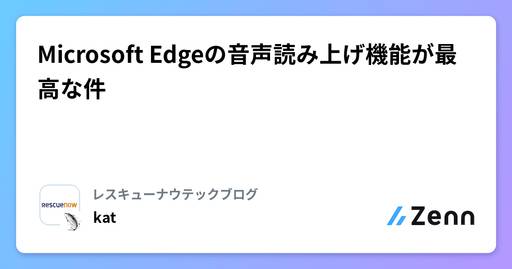 Microsoft Edgeの音声読み上げ機能が最
高な件
レスキューナウテックブログ
rescuenow
kat
Zenn